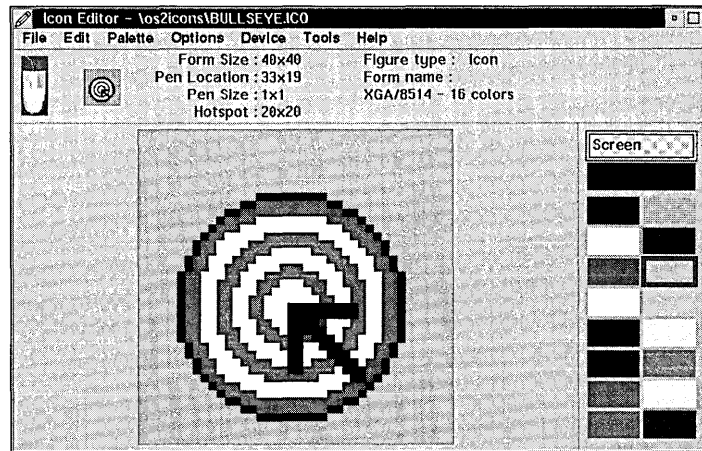 Icon Editor - \os2icons\BULLSEYE.ICO
File Edit Palette Options Device Tools Help
Form Size : 40x40 Figure type : Icon
Pen Location : 33x19 Form name :
Pen Size : 1x1 XGA/8514 - 16 colors
Hotspot : 20x20
Screen